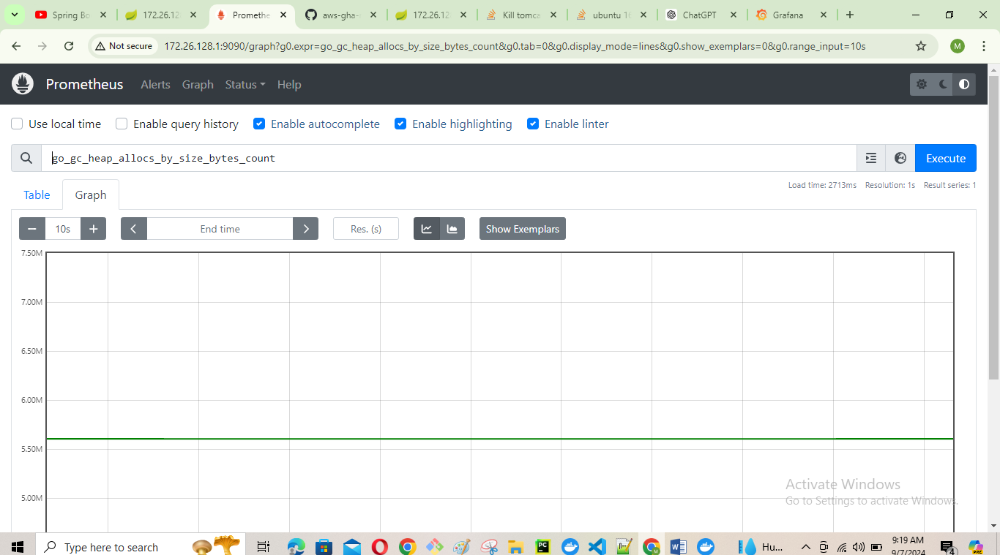 Spring Bo
172.26.12
Promethe
aws-gha-
172.26.12
Kill tomca
ubuntu 16
ChatGPT
Grafana
Not secure
172.26.128.1:9090/graph?g0.expr=go_gc_heap_allocs_by_size_bytes_count&g0.tab=0&g0.display_mode=lines&g0.show_exemplars=0&g0.range_input=10s
M
Prometheus Alerts Graph Status Help
Use local time Enable query history Enable autocomplete Enable highlighting Enable linter
go_gc_heap_allocs_by_size_bytes_count
Execute
Load time: 2713ms Resolution: 1s Result series: 1
Table Graph
10s
End time
Res. (s)
Show Exemplars
7.50M
7.00M
6.50M
6.00M
5.50M
5.00M
Activate Windows
Go to Settings to activate Windows.
Type here to search
PC
Hu...
9:19 AM
9/7/2024
4
PRE